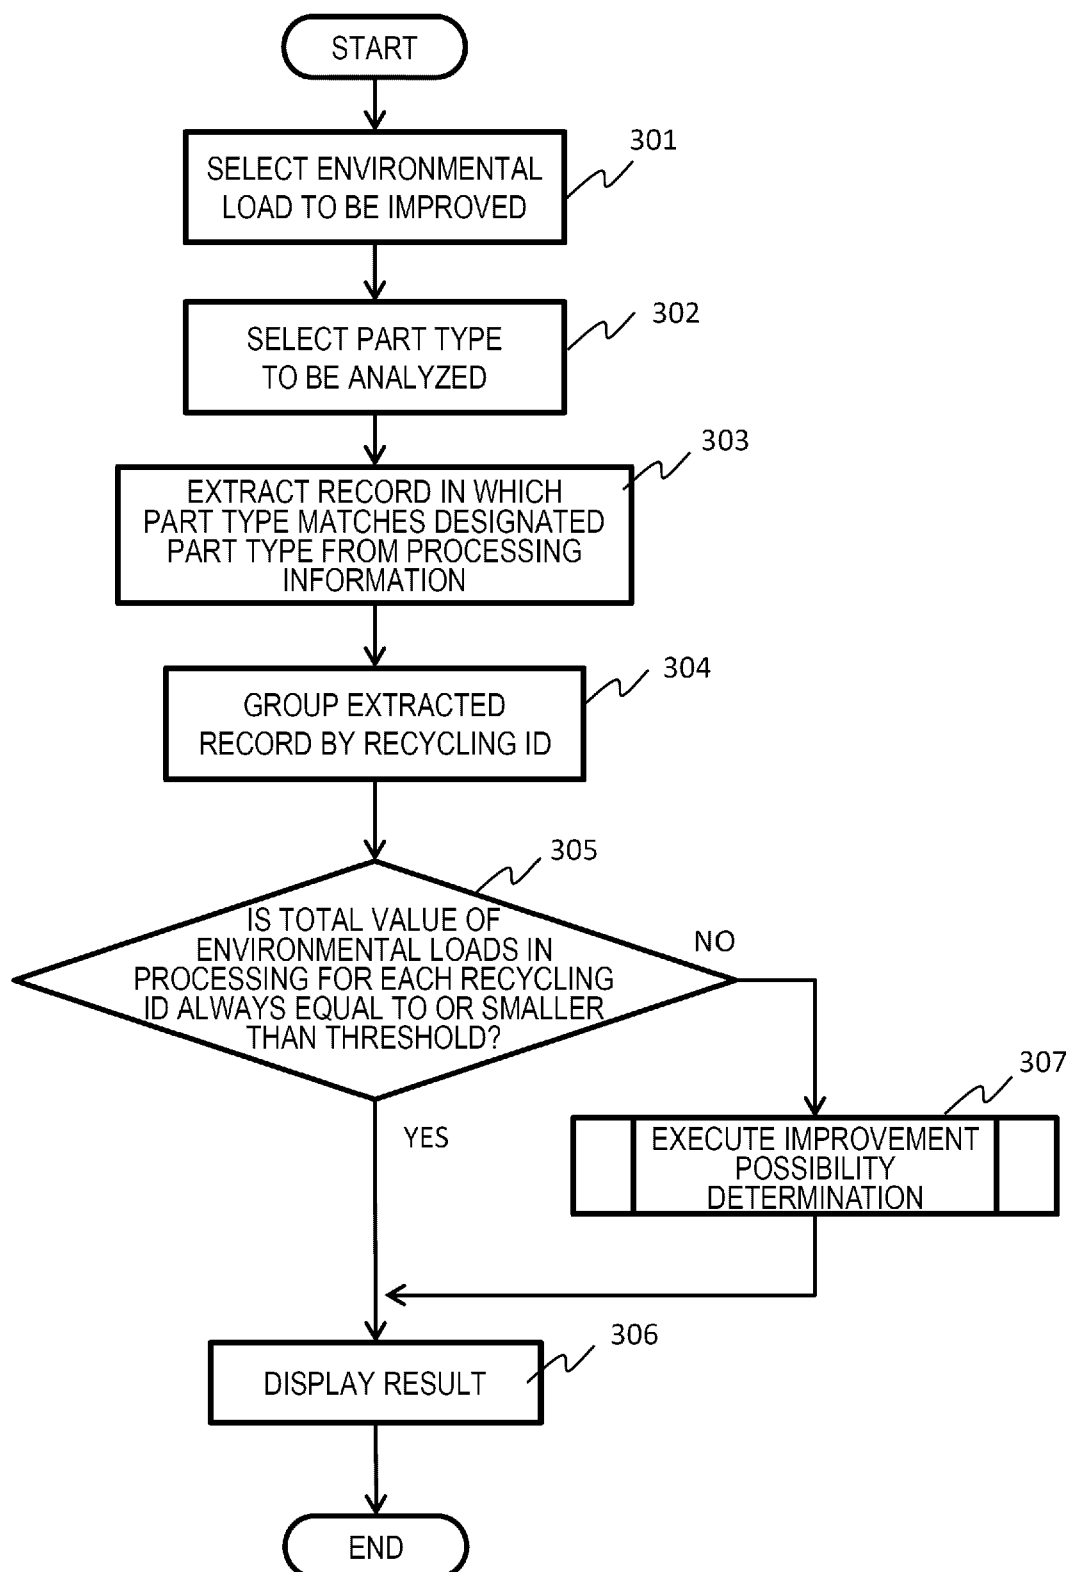 START
301
SELECT ENVIRONMENTAL
LOAD TO BE IMPROVED
302
SELECT PART TYPE
TO BE ANALYZED
303
EXTRACT RECORD IN WHICH
PART TYPE MATCHES DESIGNATED
PART TYPE FROM PROCESSING
INFORMATION
304
GROUP EXTRACTED
RECORD BY RECYCLING ID
305
IS TOTAL VALUE OF
ENVIRONMENTAL LOADS IN
PROCESSING FOR EACH RECYCLING
ID ALWAYS EQUAL TO OR SMALLER
THAN THRESHOLD?
NO
YES
307
EXECUTE IMPROVEMENT
POSSIBILITY
DETERMINATION
306
DISPLAY RESULT
END